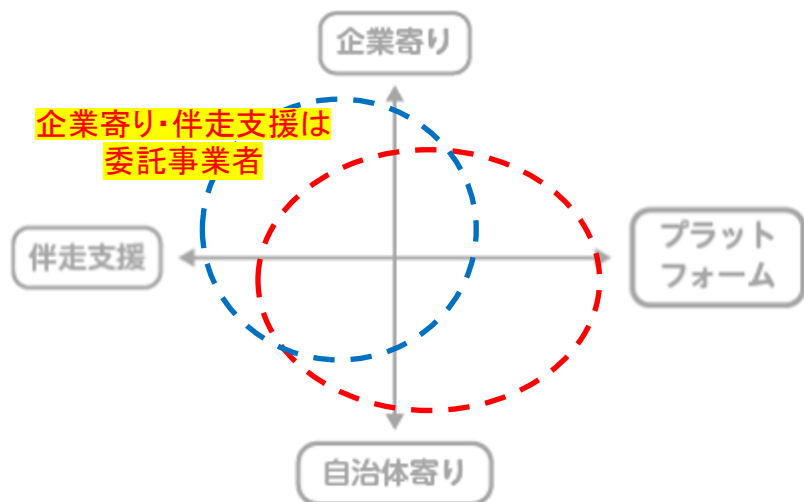 企業寄り
企業寄り・伴走支援は
委託事業者
伴走支援
プラット
フォーム
自治体寄り